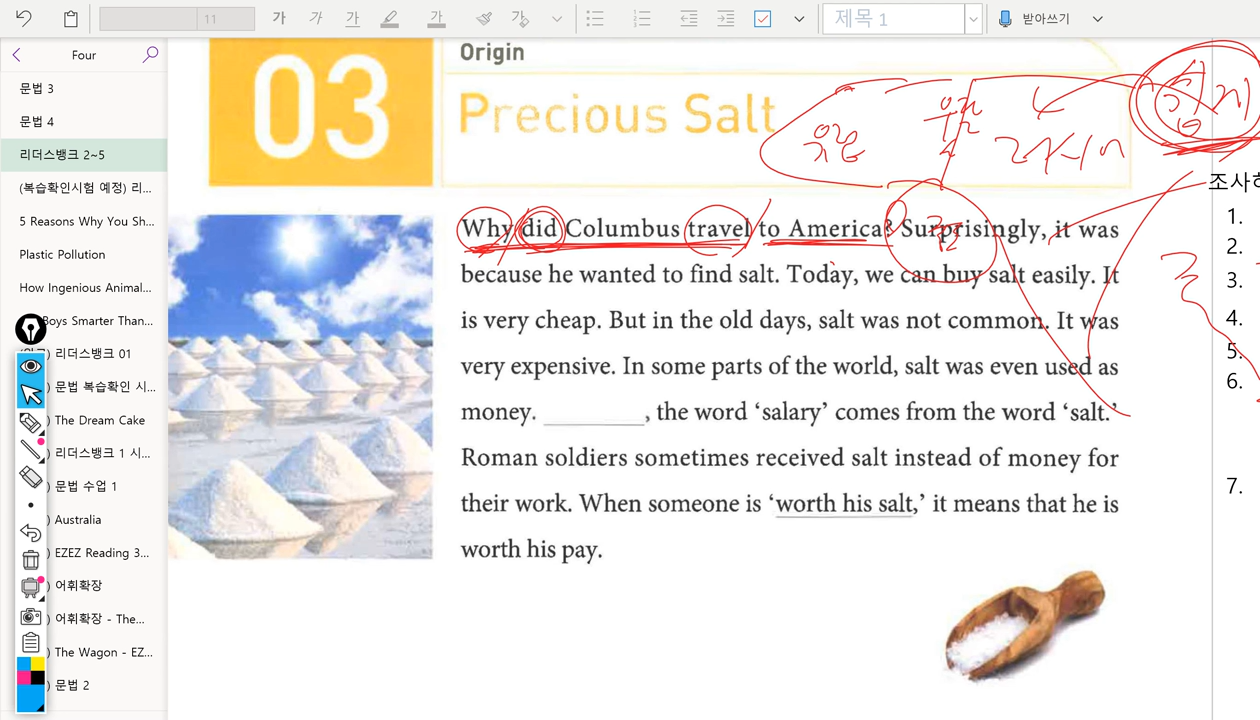 11
가
가
가
가
가
제목 1
받아쓰기
Four
문법 3
문법 4
리더스뱅크 2~5
(복습확인시험 예정) 리...
5 Reasons Why You Sh...
Plastic Pollution
How Ingenious Animal...
Boys Smarter Than...
리더스뱅크 01
) 문법 복습확인 시...
) The Dream Cake
) 리더스뱅크 1 시...
) 문법 수업 1
) Australia
) EZEZ Reading 3...
) 어휘확장
) 어휘확장 - The...
) The Wagon - EZ...
) 문법 2
03
Origin
Precious Salt
Why did Columbus travel to America? Surprisingly, it was
because he wanted to find salt. Today, we can buy salt easily. It
is very cheap. But in the old days, salt was not common. It was
very expensive. In some parts of the world, salt was even used as
money. ________, the word ‘salary’ comes from the word ‘salt.’
Roman soldiers sometimes received salt instead of money for
their work. When someone is ‘worth his salt,’ it means that he is
worth his pay.
1.
2.
3.
4.
5.
6.
7.